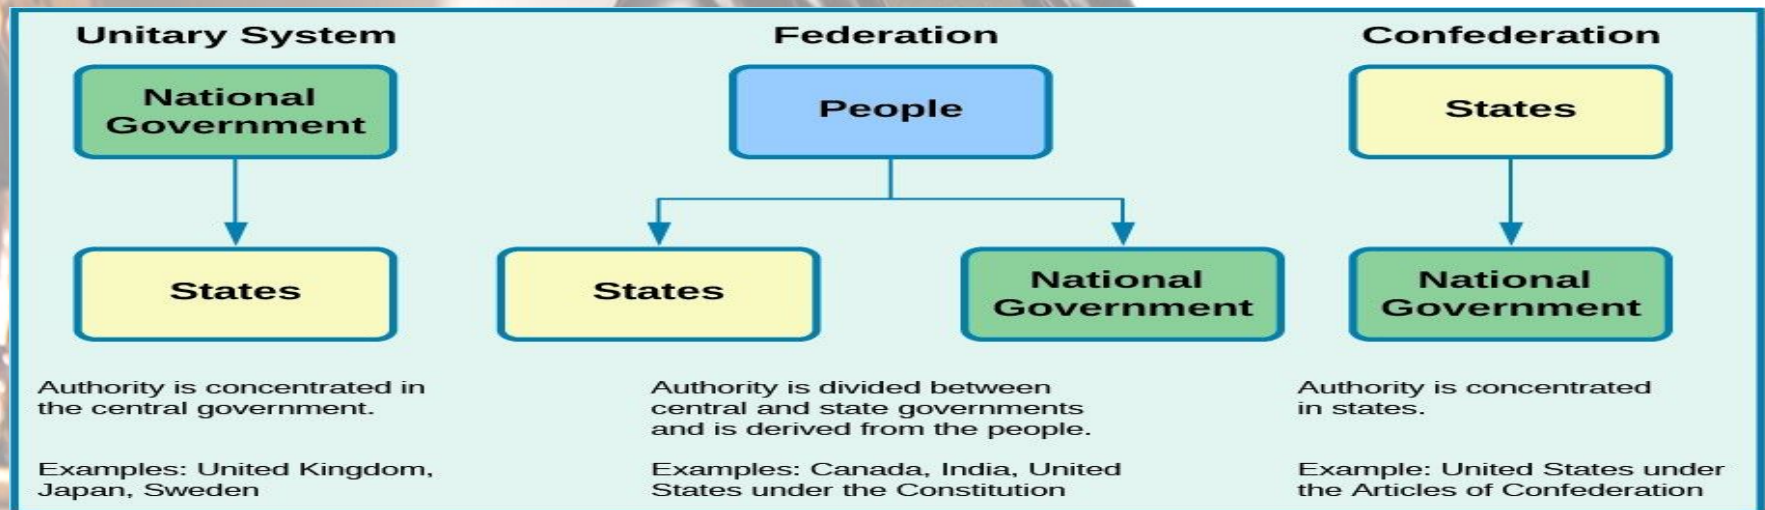 Unitary System
National
Government
States
Authority is concentrated in
the central government.
Examples: United Kingdom,
Japan, Sweden
Federation
People
States
National
Government
Authority is divided between
central and state governments
and is derived from the people.
Examples: Canada, India, United
States under the Constitution
Confederation
States
National
Government
Authority is concentrated
in states.
Example: United States under
the Articles of Confederation